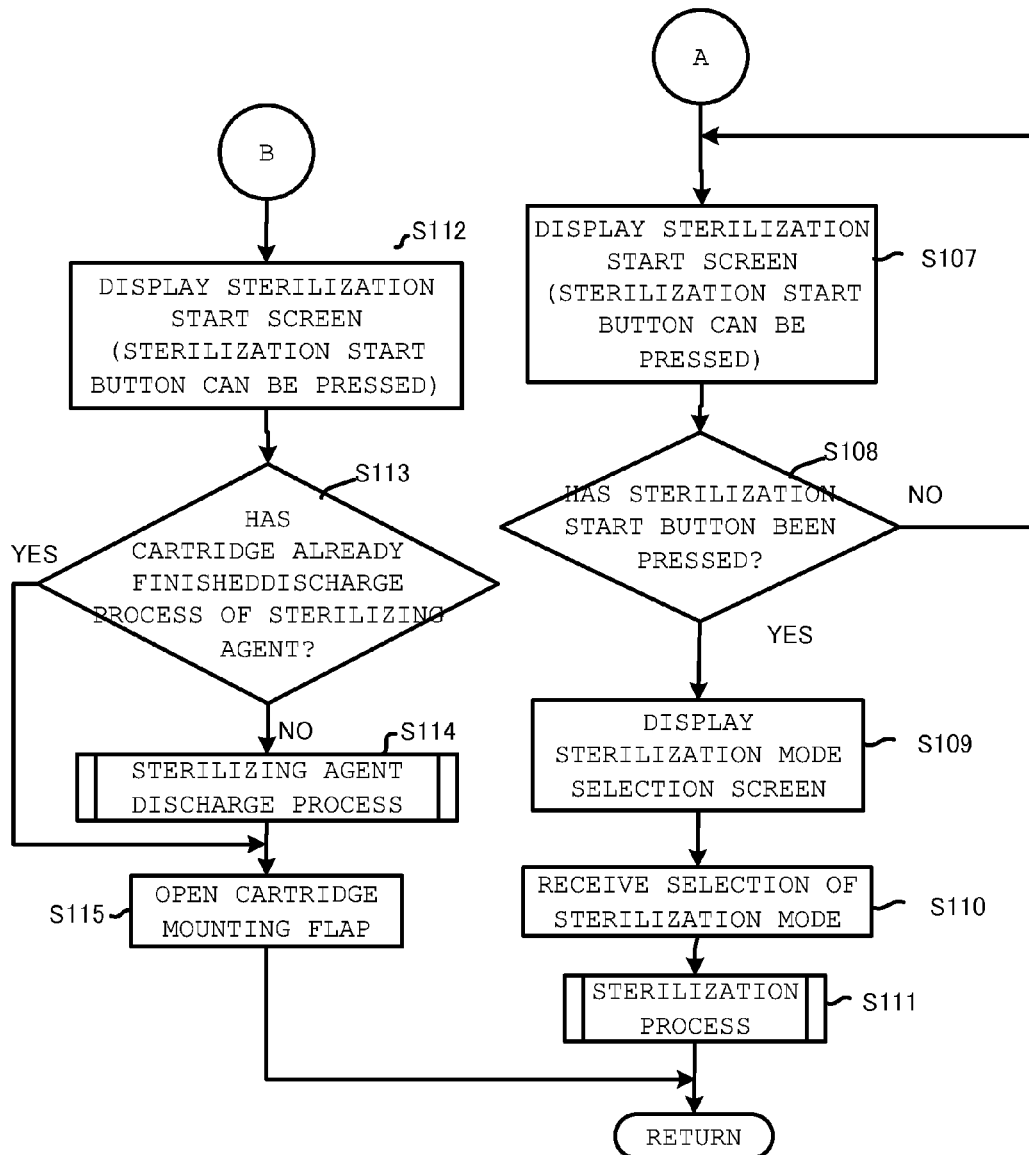 B
S112
DISPLAY STERILIZATION
START SCREEN
(STERILIZATION START
BUTTON CAN BE PRESSED)
S113
HAS
CARTRIDGE ALREADY
FINISHEDDISCHARGE
PROCESS OF STERILIZING
AGENT?
YES
NO
S114
STERILIZING AGENT
DISCHARGE PROCESS
S115
OPEN CARTRIDGE
MOUNTING FLAP
A
DISPLAY STERILIZATION
START SCREEN
(STERILIZATION START
BUTTON CAN BE
PRESSED)
S107
S108
HAS STERILIZATION
START BUTTON BEEN
PRESSED?
NO
YES
DISPLAY
STERILIZATION MODE
SELECTION SCREEN
S109
RECEIVE SELECTION OF
STERILIZATION MODE
S110
STERILIZATION
PROCESS
S111
RETURN